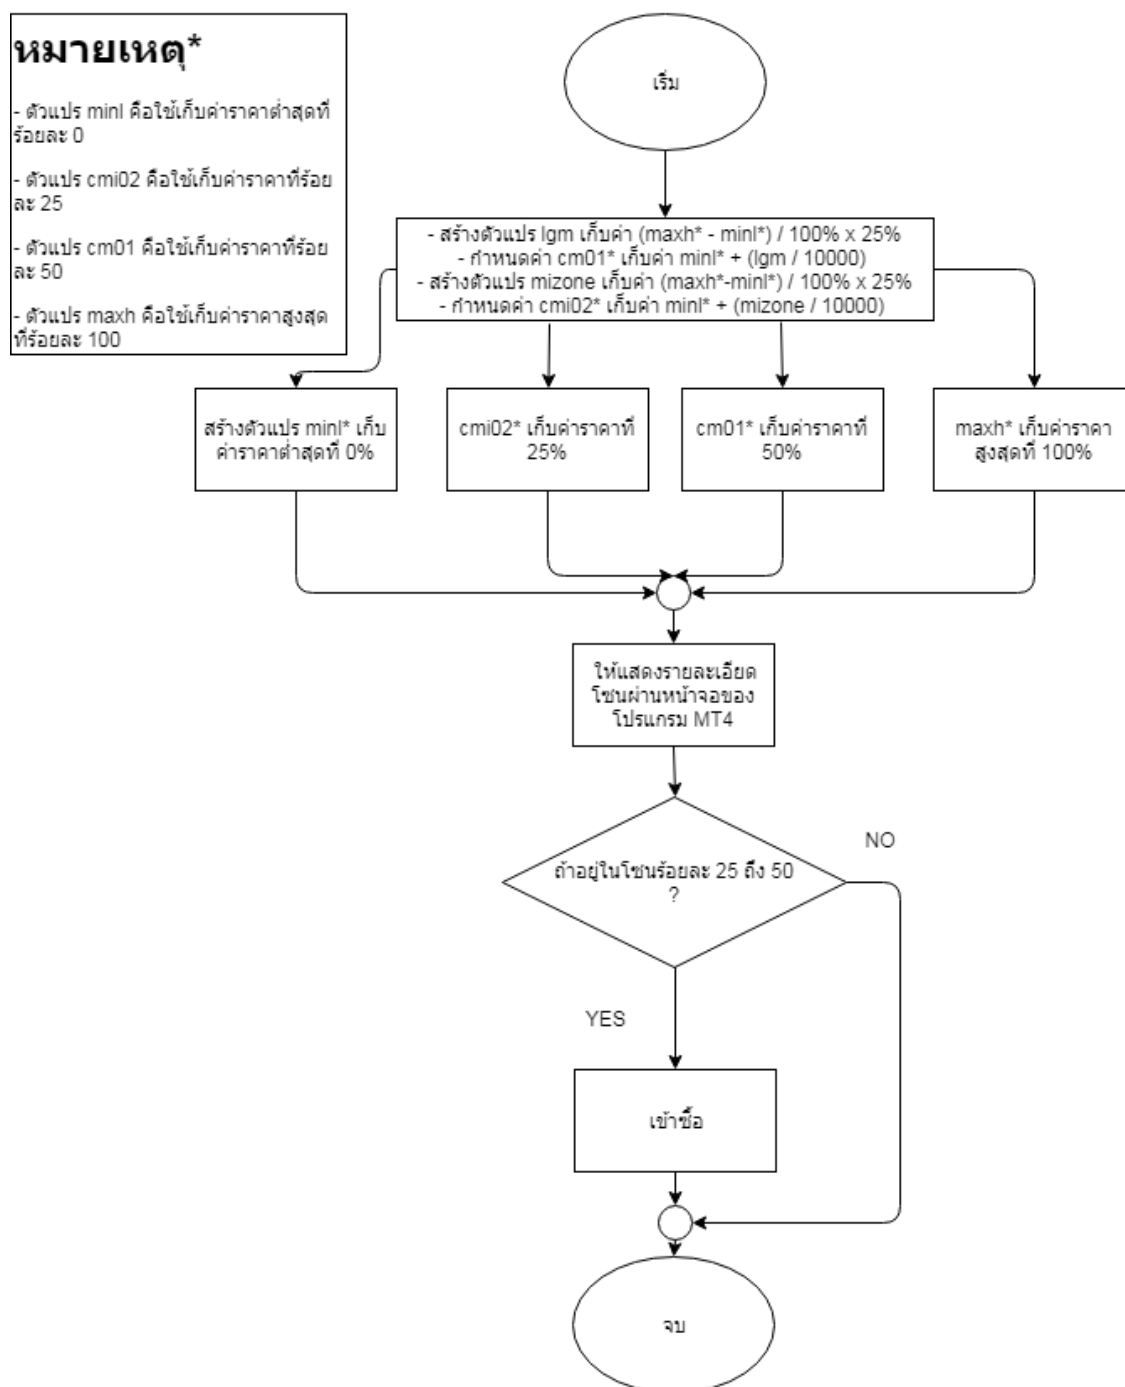 หมายเหตุ*
- ตัวแปร minl คือใช้เก็บค่าราคาต่ำสุดที่
ร้อยละ 0
- ตัวแปร cmi02 คือใช้เก็บค่าราคาที่ร้อย
ละ 25
- ตัวแปร cm01 คือใช้เก็บค่าราคาที่ร้อย
ละ 50
- ตัวแปร maxh คือใช้เก็บค่าราคาสูงสุด
ที่ร้อยละ 100
เริ่ม
- สร้างตัวแปร lgm เก็บค่า (maxh* - minl*) / 100% x 25%
- กำหนดค่า cm01* เก็บค่า minl* + (lgm / 10000)
- สร้างตัวแปร mizone เก็บค่า (maxh*-minl*) / 100% x 25%
- กำหนดค่า cmi02* เก็บค่า minl* + (mizone / 10000)
สร้างตัวแปร minl* เก็บ
ค่าราคาต่ำสุดที่ 0%
cmi02* เก็บค่าราคาที่
25%
cm01* เก็บค่าราคาที่
50%
maxh* เก็บค่าราคา
สูงสุดที่ 100%
ให้แสดงรายละเอียด
โซนผ่านหน้าจอของ
โปรแกรม MT4
ถ้าอยู่ในโซนร้อยละ 25 ถึง 50
?
NO
YES
เข้าซื้อ
จบ